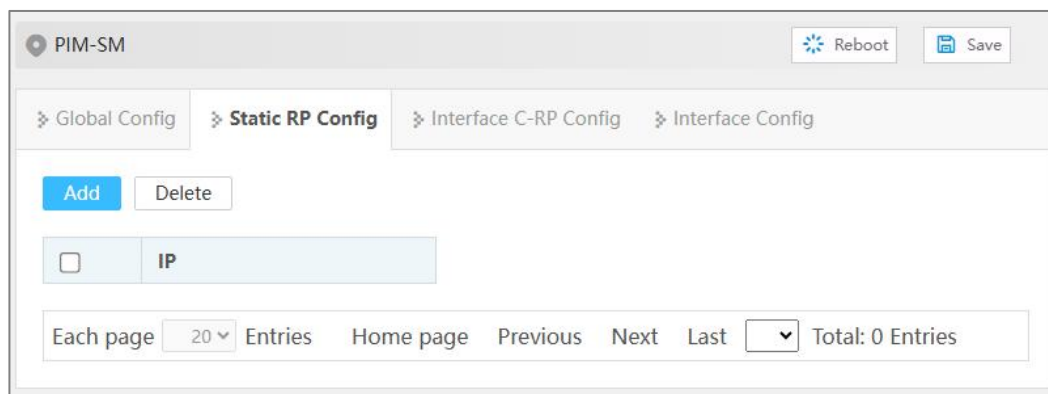 PIM-SM Reboot Save
Global Config Static RP Config Interface C-RP Config Interface Config
Add Delete
IP
Each page 20 Entries Home page Previous Next Last Total: 0 Entries